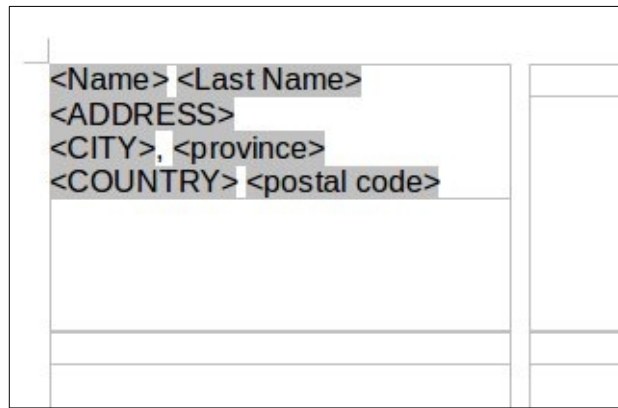 <Name> <Last Name>
<ADDRESS>
<CITY>, <province>
<COUNTRY> <postal code>